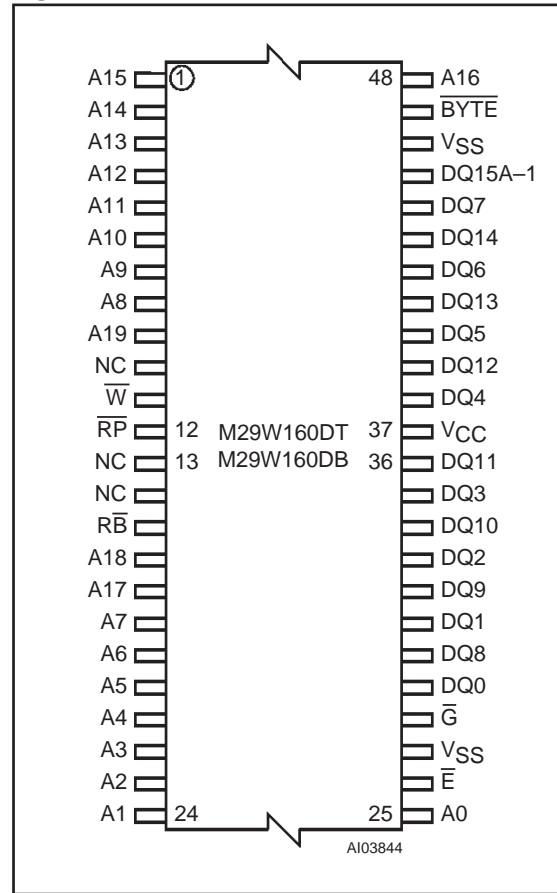 A15 1 48 A16
A14 B̅Y̅T̅E̅
A13 VSS
A12 DQ15A–1
A11 DQ7
A10 DQ14
A9 DQ6
A8 DQ13
A19 DQ5
NC DQ12
W̅ DQ4
R̅P̅ 12 M29W160DT 37 VCC
NC 13 M29W160DB 36 DQ11
NC DQ3
RB̅ DQ10
A18 DQ2
A17 DQ9
A7 DQ1
A6 DQ8
A5 DQ0
A4 G̅
A3 VSS
A2 E̅
A1 24 25 A0
AI03844